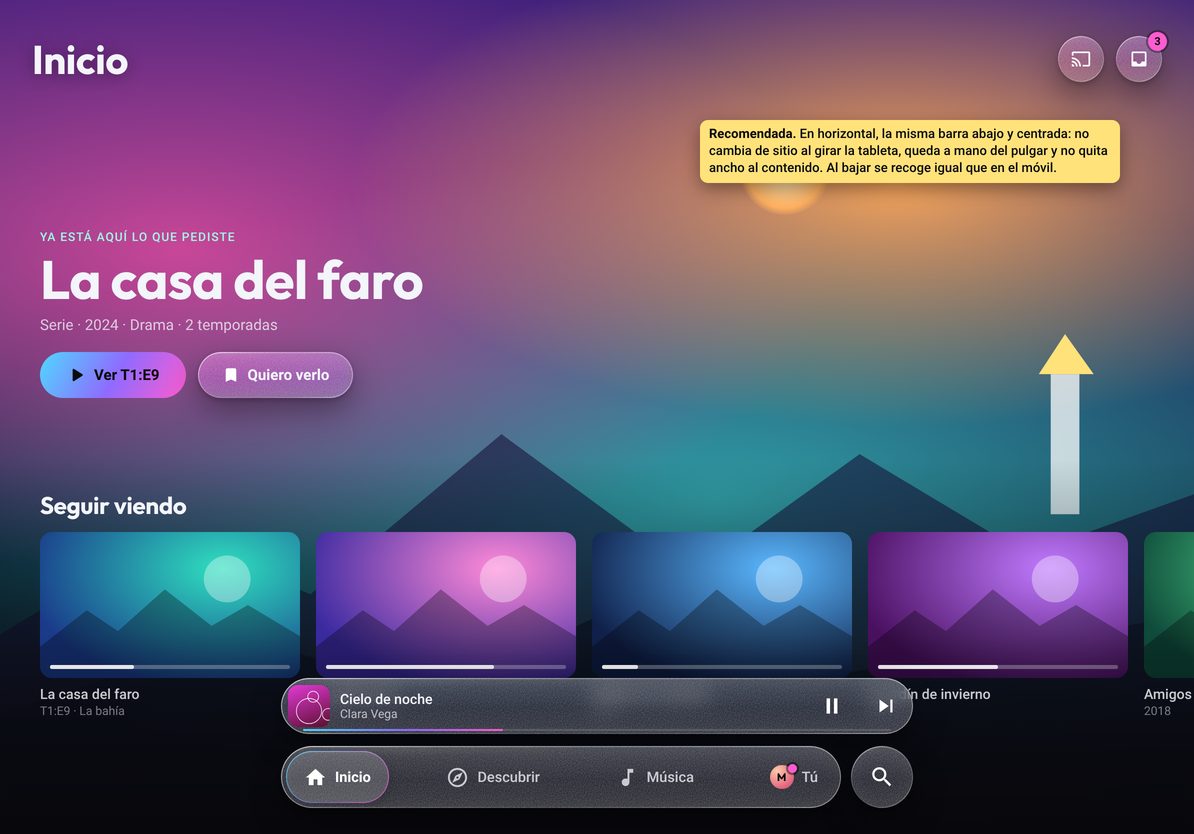 Inicio
3
Recomendada. En horizontal, la misma barra abajo y centrada: no
cambia de sitio al girar la tableta, queda a mano del pulgar y no quita
ancho al contenido. Al bajar se recoge igual que en el móvil.
YA ESTÁ AQUÍ LO QUE PEDISTE
La casa del faro
Serie · 2024 · Drama · 2 temporadas
Ver T1:E9
Quiero verlo
Seguir viendo
La casa del faro
T1:E9 · La bahía
de invierno
Amigos
2018
Cielo de noche
Clara Vega
Inicio
Descubrir
Música
M
Tú